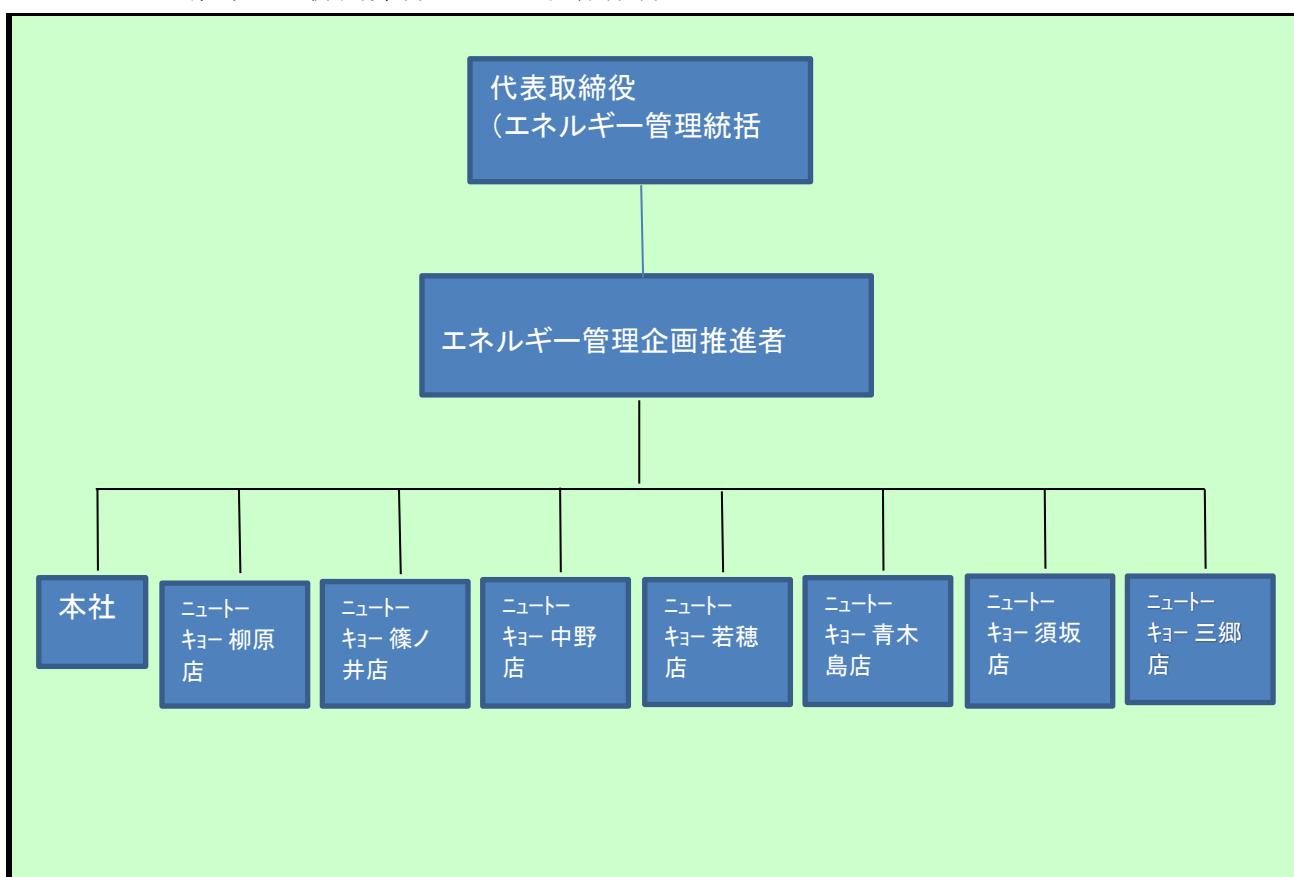 代表取締役
(エネルギー管理統括
エネルギー管理企画推進者
本社
ニュートー
キョー 柳原
店
ニュートー
キョー 篠ノ
井店
ニュートー
キョー 中野
店
ニュートー
キョー 若穂
店
ニュートー
キョー 青木
島店
ニュートー
キョー 須坂
店
ニュートー
キョー 三郷
店